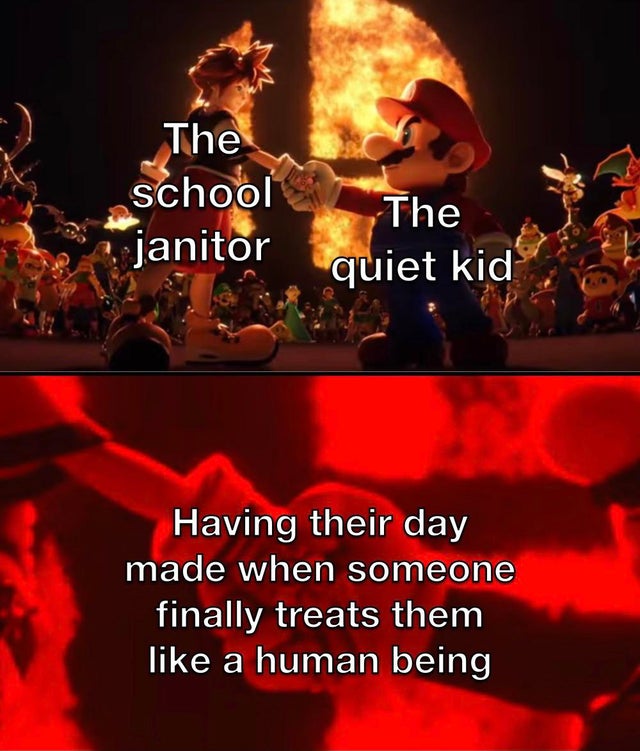 The
school
janitor
The
quiet kid
Having their day
made when someone
finally treats them
like a human being